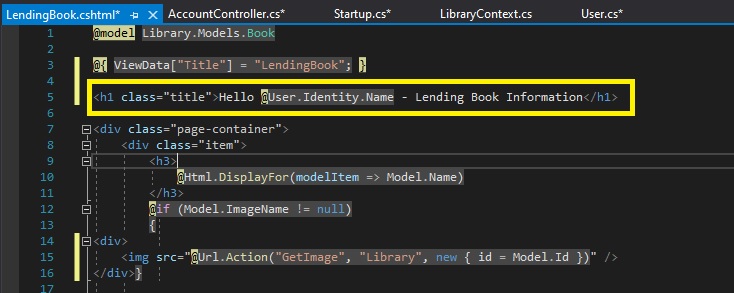 LendingBook.cshtml* AccountController.cs* Startup.cs* LibraryContext.cs User.cs*
1 @model Library.Models.Book
2
3 @{ ViewData["Title"] = "LendingBook"; }
4
5 <h1 class="title">Hello @User.Identity.Name - Lending Book Information</h1>
6
7 <div class="page-container">
8 <div class="item">
9 <h3>
10 @Html.DisplayFor(modelItem => Model.Name)
11 </h3>
12 @if (Model.ImageName != null)
13 {
14 <div>
15 <img src="@Url.Action("GetImage", "Library", new { id = Model.Id })" />
16 </div>}
17